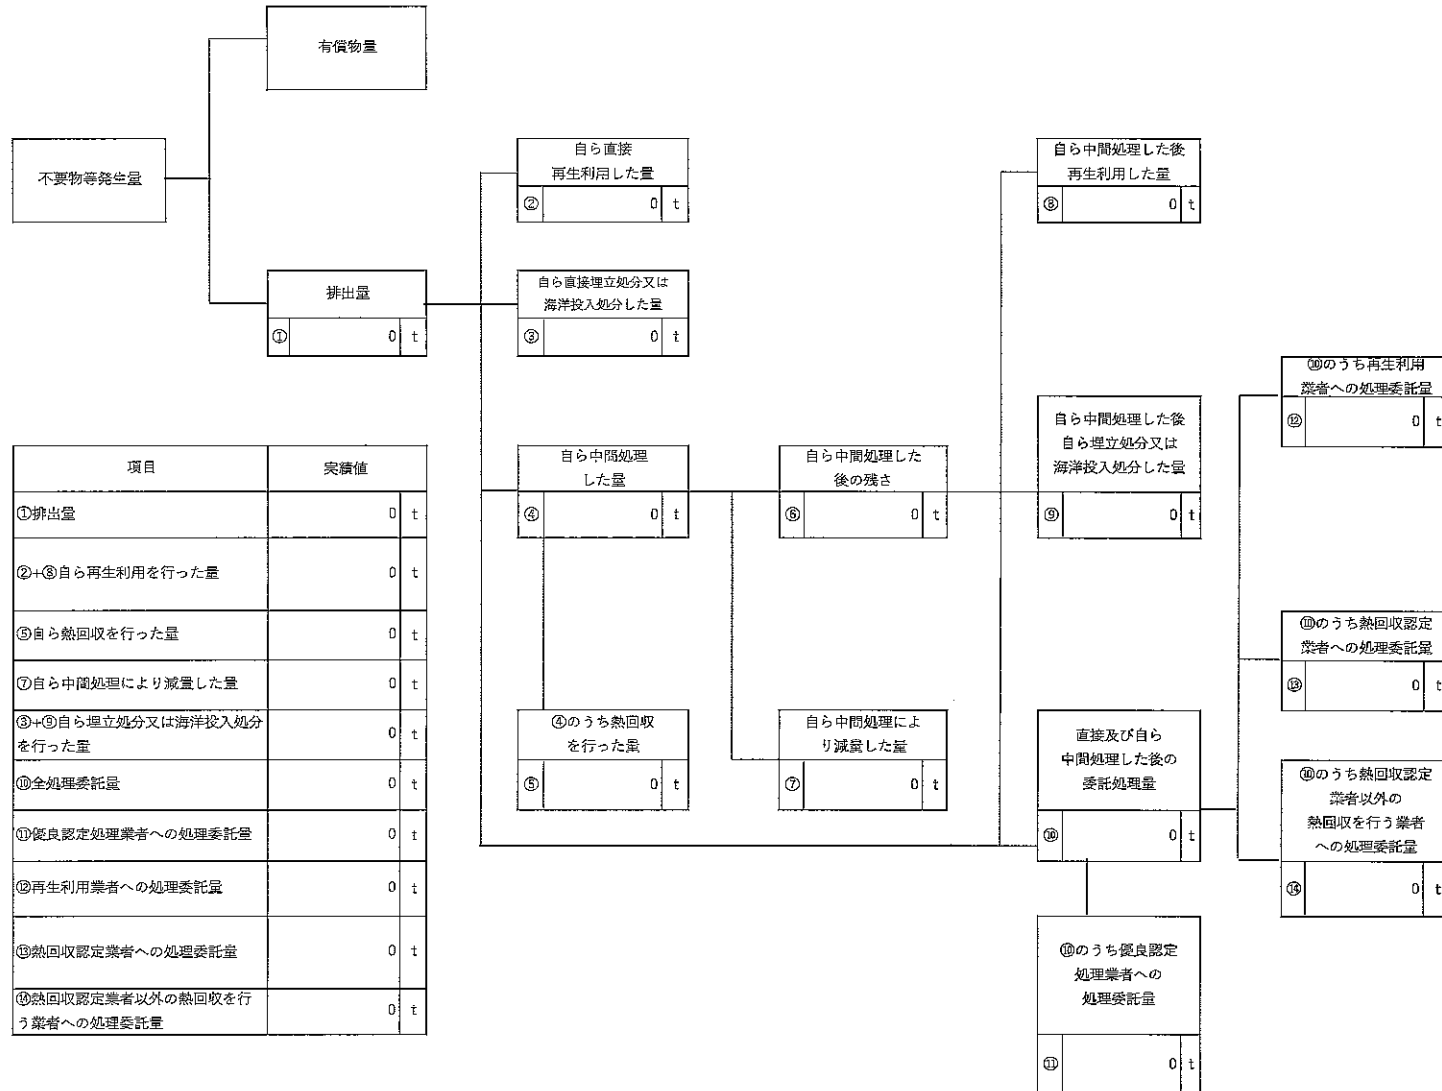 有償物量
不要物等発生量
排出量
① 0 t
自ら直接
再生利用した量
② 0 t
自ら直接埋立処分又は
海洋投入処分した量
③ 0 t
自ら中間処理
した量
④ 0 t
④のうち熱回収
を行った量
⑤ 0 t
自ら中間処理した
後の残さ
⑥ 0 t
自ら中間処理によ
り減量した量
⑦ 0 t
自ら中間処理した後
再生利用した量
⑧ 0 t
自ら中間処理した後
自ら埋立処分又は
海洋投入処分した量
⑨ 0 t
直接及び自ら
中間処理した後の
委託処理量
⑩ 0 t
⑩のうち優良認定
処理業者への
処理委託量
⑪ 0 t
⑩のうち再生利用
業者への処理委託量
⑫ 0 t
⑩のうち熱回収認定
業者への処理委託量
⑬ 0 t
⑩のうち熱回収認定
業者以外の
熱回収を行う業者
への処理委託量
⑭ 0 t
項目 実績値
①排出量 0 t
②+⑧自ら再生利用を行った量 0 t
⑤自ら熱回収を行った量 0 t
⑦自ら中間処理により減量した量 0 t
③+⑨自ら埋立処分又は海洋投入処分
を行った量 0 t
⑩全処理委託量 0 t
⑪優良認定処理業者への処理委託量 0 t
⑫再生利用業者への処理委託量 0 t
⑬熱回収認定業者への処理委託量 0 t
⑭熱回収認定業者以外の熱回収を行
う業者への処理委託量 0 t